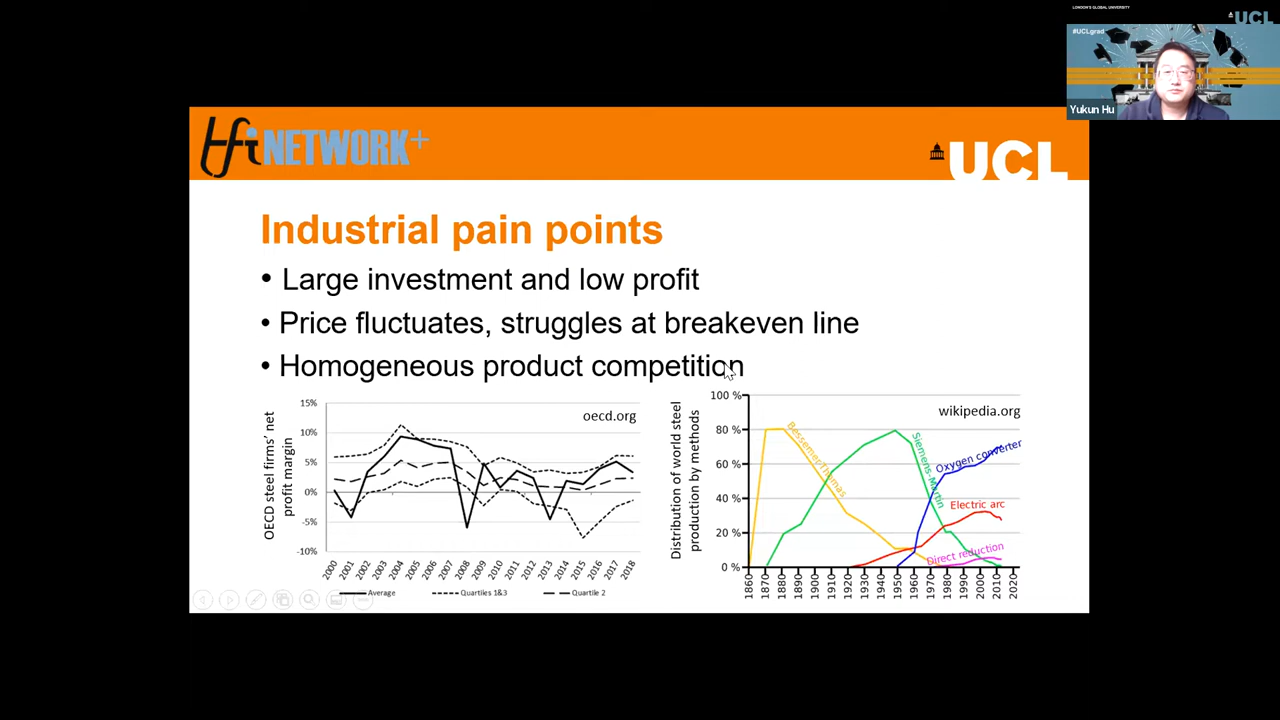 LONDON'S GLOBAL UNIVERSITY
UCL
#UCLgrad
Yukun Hu
tfi NETWORK+
UCL
Industrial pain points
• Large investment and low profit
• Price fluctuates, struggles at breakeven line
• Homogeneous product competition
OECD steel firms' net
profit margin
oecd.org
15%
10%
5%
0%
-5%
-10%
2000 2001 2002 2003 2004 2005 2006 2007 2008 2009 2010 2011 2012 2013 2014 2015 2016 2017 2018
Average Quartiles 1&3 Quartile 2
Distribution of world steel
production by methods
wikipedia.org
100 %
80 %
60 %
40 %
20 %
0 %
Bessemer/Thomas
Siemens-Martin
Oxygen converter
Electric arc
Direct reduction
1860 1870 1880 1890 1900 1910 1920 1930 1940 1950 1960 1970 1980 1990 2000 2010 2020